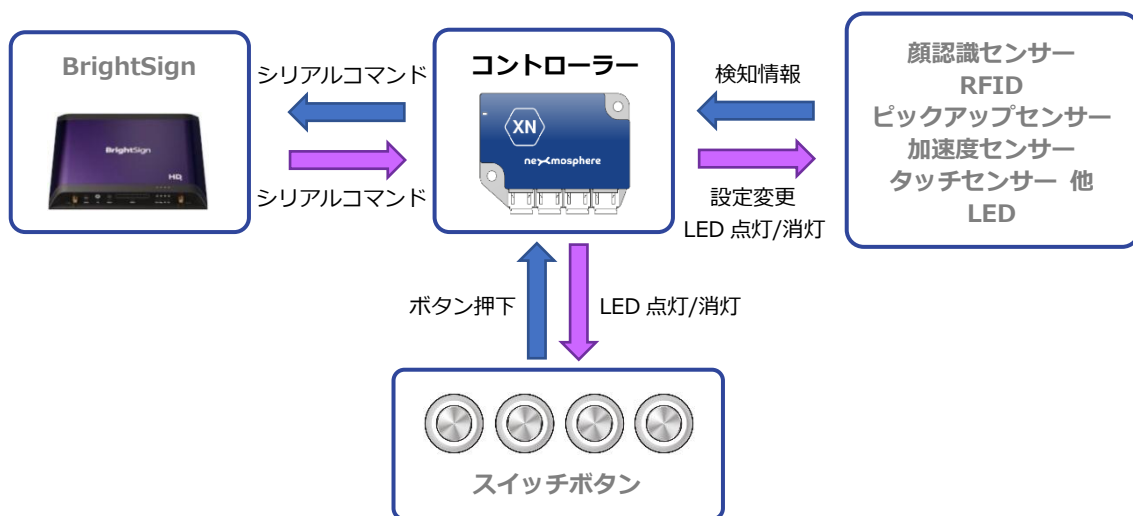 BrightSign
シリアルコマンド
シリアルコマンド
BrightSign
HD
コントローラー
XN
nexmosphere
検知情報
設定変更
LED 点灯/消灯
顔認識センサー
RFID
ピックアップセンサー
加速度センサー
タッチセンサー 他
LED
ボタン押下
LED 点灯/消灯
スイッチボタン